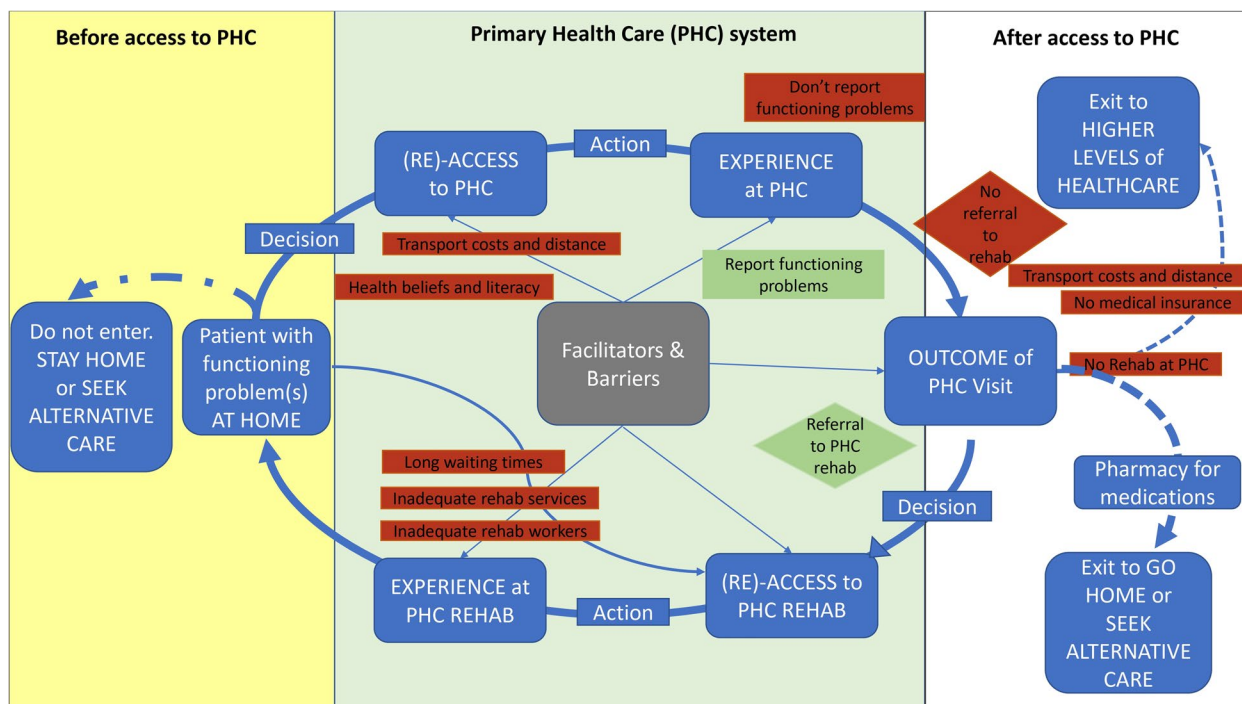 Before access to PHC
Primary Health Care (PHC) system
After access to PHC
Don't report
functioning problems
Exit to
HIGHER
LEVELS of
HEALTHCARE
Action
(RE)-ACCESS
to PHC
EXPERIENCE
at PHC
No
referral to
rehab
Decision
Transport costs and distance
Report functioning
problems
Transport costs and distance
Health beliefs and literacy
No medical insurance
Do not enter.
STAY HOME
or SEEK
ALTERNATIVE
CARE
Patient with
functioning
problem(s)
AT HOME
Facilitators &
Barriers
OUTCOME of
PHC Visit
No Rehab at PHC
Referral
to PHC
rehab
Long waiting times
Inadequate rehab services
Inadequate rehab workers
Pharmacy for
medications
Decision
EXPERIENCE at
PHC REHAB
Action
(RE)-ACCESS to
PHC REHAB
Exit to GO
HOME or
SEEK
ALTERNATIVE
CARE